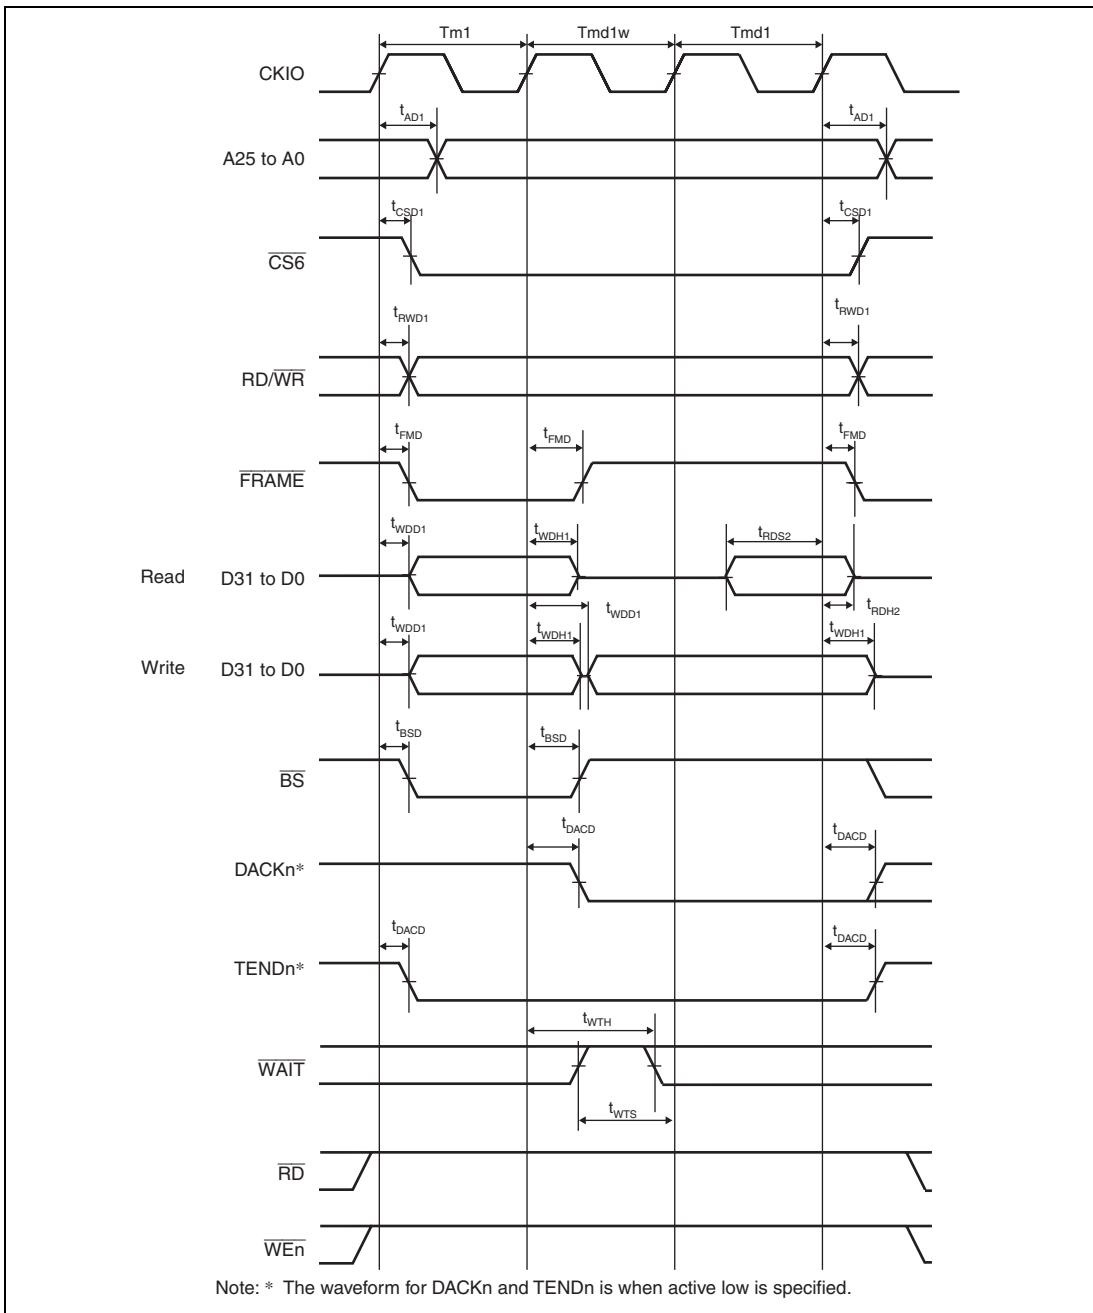 Tm1 Tmd1w Tmd1
CKIO
tAD1 tAD1
A25 to A0
tCSD1 tCSD1
CS6
tRWD1 tRWD1
RD/WR
tFMD tFMD tFMD
FRAME
tWDD1 tWDH1 tRDS2
Read D31 to D0
tWDD1 tRDH2
tWDD1 tWDH1 tWDH1
Write D31 to D0
tBSD tBSD
BS
tDACD tDACD
DACKn*
tDACD tDACD
TENDn*
tWTH
WAIT
tWTS
RD
WEn
Note: * The waveform for DACKn and TENDn is when active low is specified.